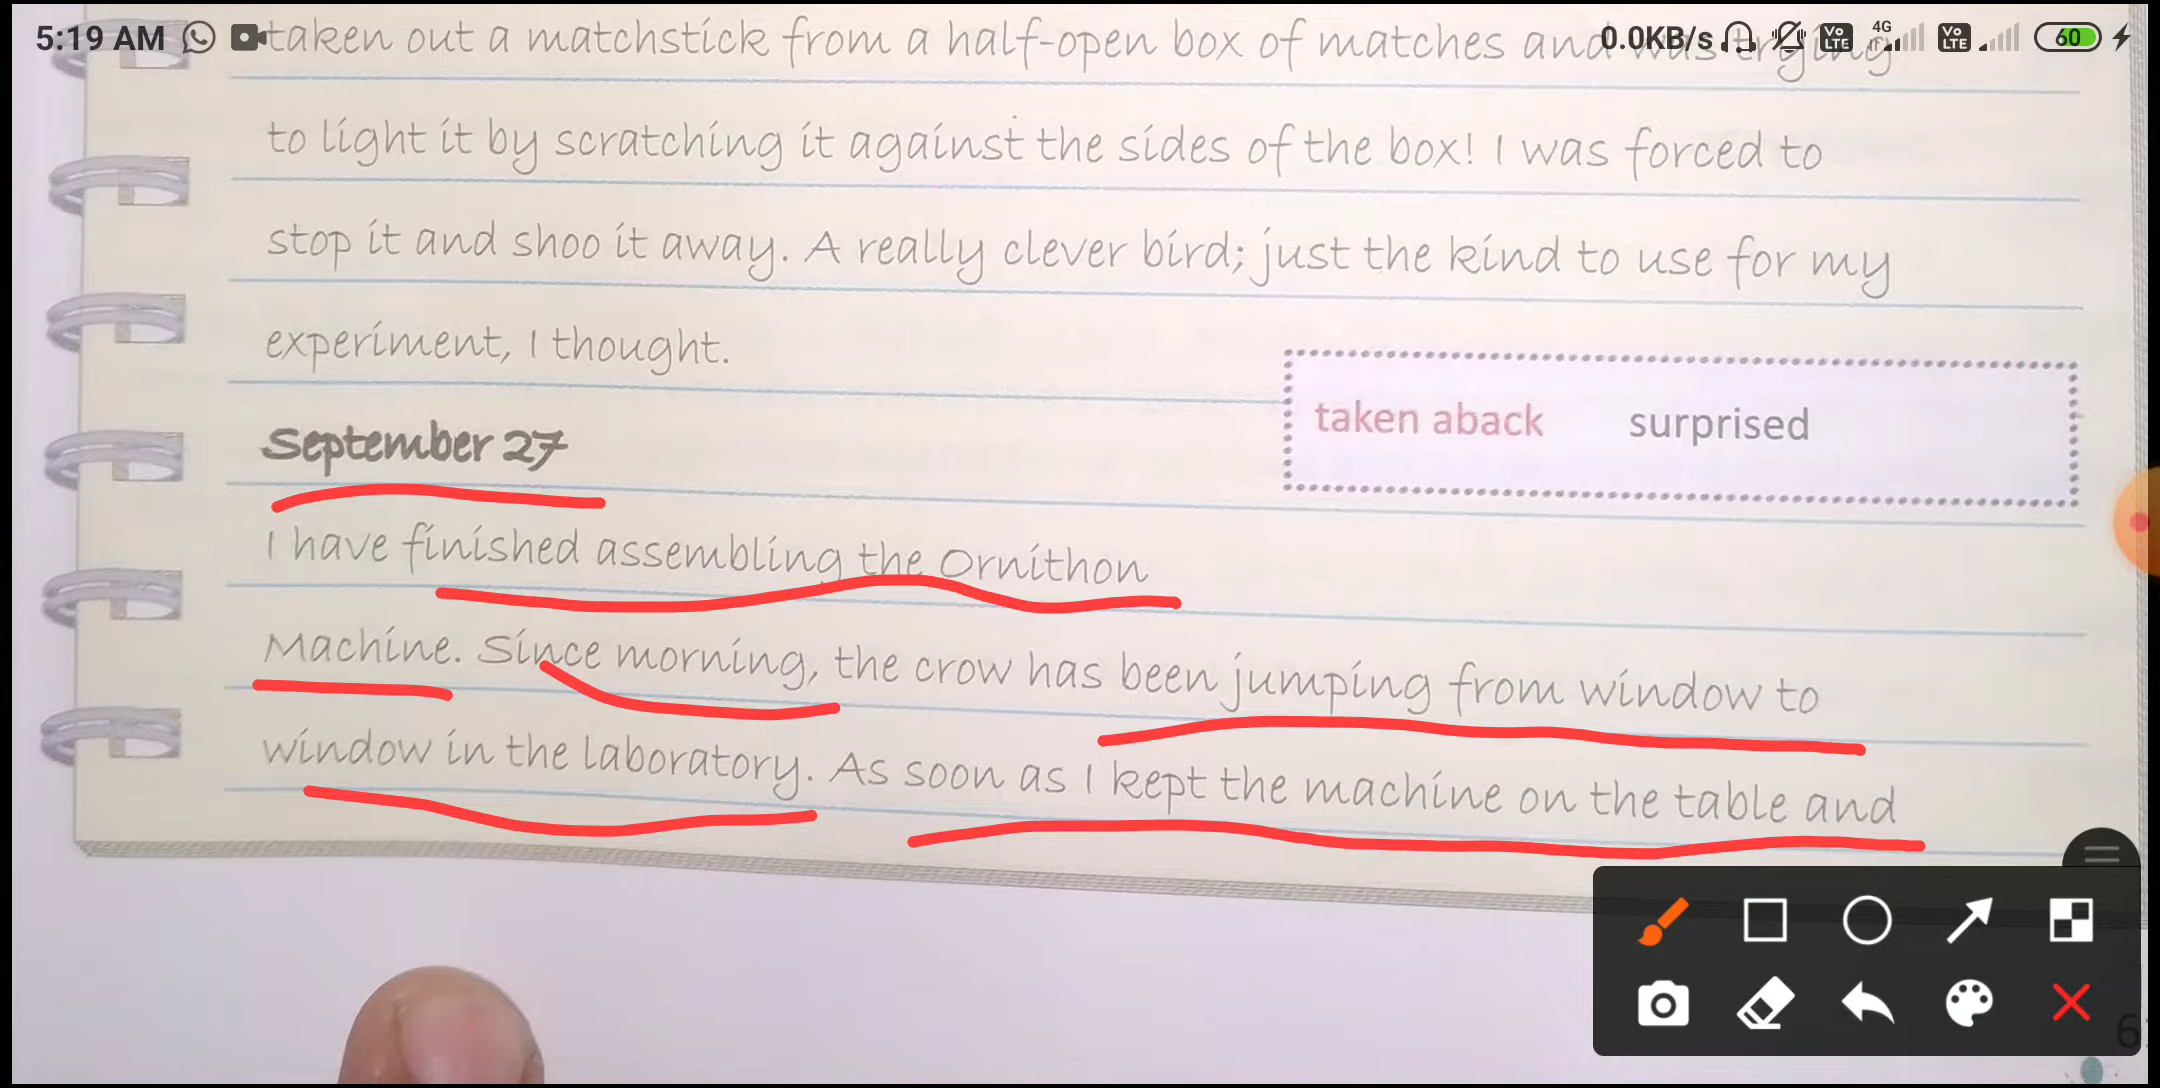 5:19 AM 0.0KB/s 4G 60
taken out a matchstick from a half-open box of matches and was trying
to light it by scratching it against the sides of the box! I was forced to
stop it and shoo it away. A really clever bird; just the kind to use for my
experiment, I thought.
taken aback surprised
September 27
I have finished assembling the Ornithon
Machine. Since morning, the crow has been jumping from window to
window in the laboratory. As soon as I kept the machine on the table and